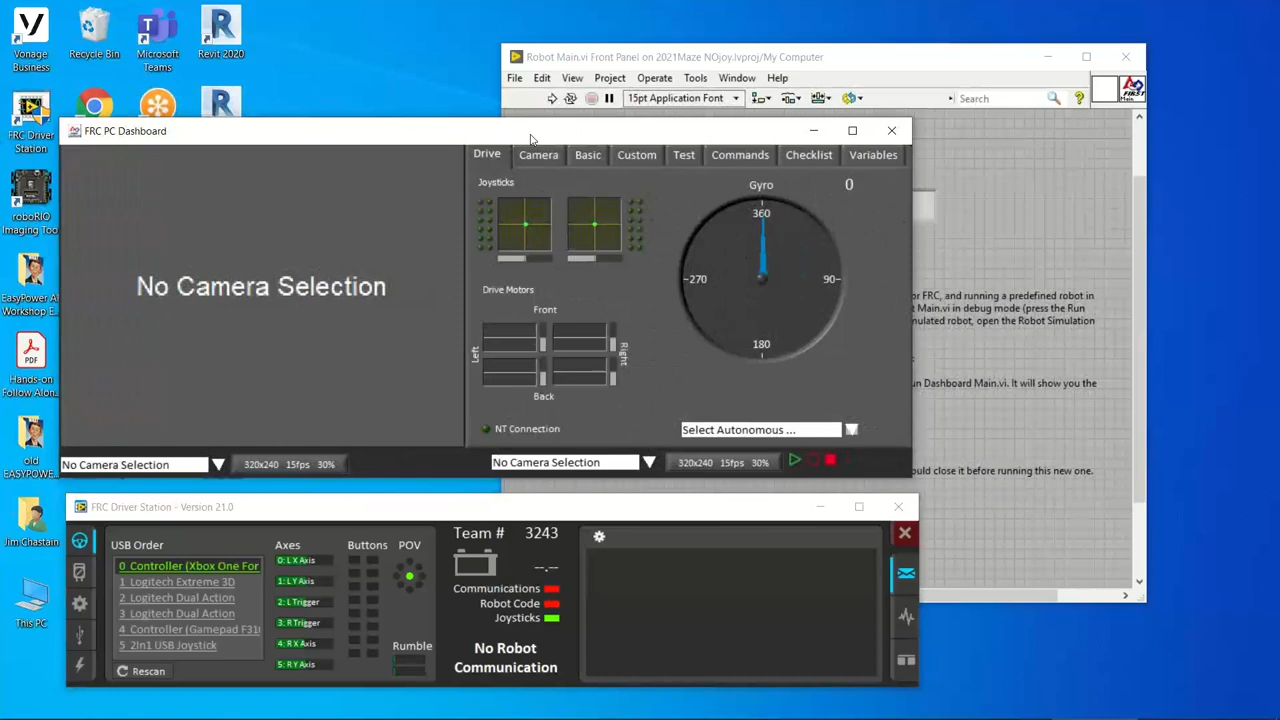 Vonage
Business
Recycle Bin
Microsoft
Teams
Revit 2020
FRC Driver
Station
roboRIO
Imaging Too
EasyPower Al
Workshop E...
Hands-on
Follow Alon...
old
EASYPOWE...
Jim Chastain
This PC
Robot Main.vi Front Panel on 2021Maze NOjoy.lvproj/My Computer
File Edit View Project Operate Tools Window Help
15pt Application Font
Search
FIRST
Main
or FRC, and running a predefined robot in
t Main.vi in debug mode (press the Run
mulated robot, open the Robot Simulation
un Dashboard Main.vi. It will show you the
ould close it before running this new one.
FRC PC Dashboard
No Camera Selection
Drive Camera Basic Custom Test Commands Checklist Variables
Joysticks
Gyro
0
360
270
90
180
Drive Motors
Front
Left
Right
Back
NT Connection
Select Autonomous ...
No Camera Selection
320x240 15fps 30%
No Camera Selection
320x240 15fps 30%
FRC Driver Station - Version 21.0
USB Order
0 Controller (Xbox One For
1 Logitech Extreme 3D
2 Logitech Dual Action
3 Logitech Dual Action
4 Controller (Gamepad F310
5 2In1 USB Joystick
Rescan
Axes
0: L X Axis
1: L Y Axis
2: L Trigger
3: R Trigger
4: R X Axis
5: R Y Axis
Buttons
POV
Rumble
Team # 3243
--.--
Communications
Robot Code
Joysticks
No Robot
Communication